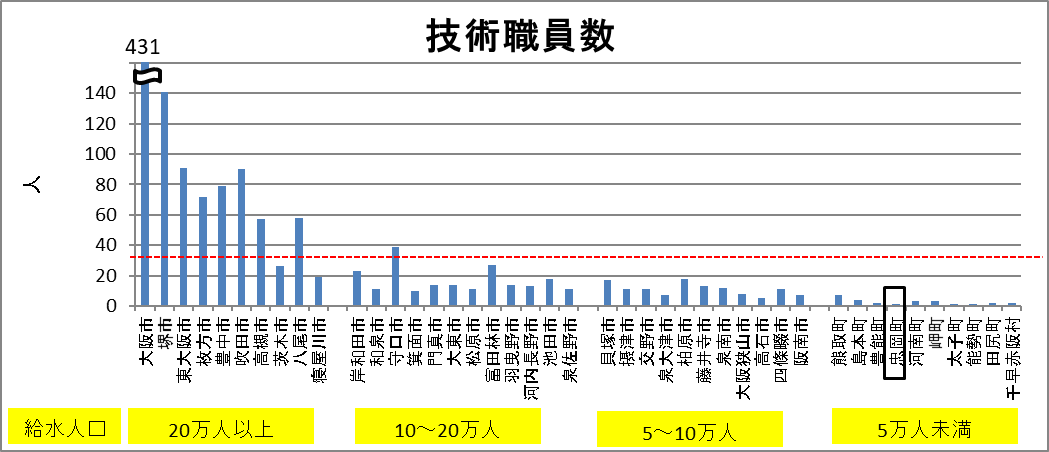 技術職員数
431
人
140
120
100
80
60
40
20
0
大阪市
堺市
東大阪市
枚方市
豊中市
吹田市
高槻市
茨木市
八尾市
寝屋川市
岸和田市
和泉市
守口市
箕面市
門真市
大東市
松原市
富田林市
羽曳野市
河内長野市
池田市
泉佐野市
貝塚市
摂津市
交野市
泉大津市
柏原市
藤井寺市
泉南市
大阪狭山市
高石市
四條畷市
阪南市
熊取町
島本町
豊能町
忠岡町
河南町
岬町
太子町
能勢町
田尻町
千早赤阪村
給水人口
20万人以上
10～20万人
5～10万人
5万人未満